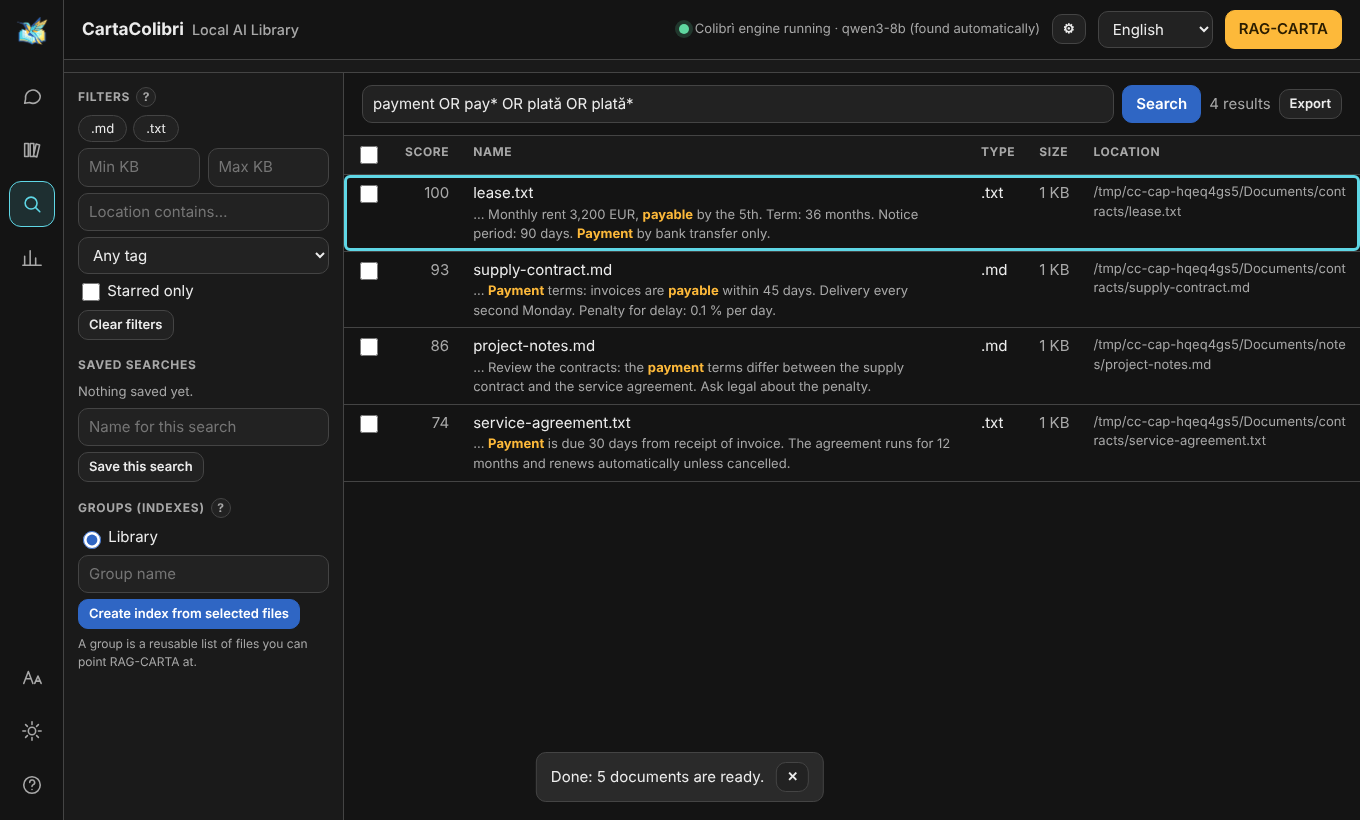 CartaColibri Local AI Library
Colibrì engine running · qwen3-8b (found automatically)
English
RAG-CARTA
FILTERS ?
.md .txt
Min KB Max KB
Location contains...
Any tag
Starred only
Clear filters
SAVED SEARCHES
Nothing saved yet.
Name for this search
Save this search
GROUPS (INDEXES) ?
Library
Group name
Create index from selected files
A group is a reusable list of files you can
point RAG-CARTA at.
AA
payment OR pay* OR plată OR plată*
Search
4 results
Export
SCORE NAME TYPE SIZE LOCATION
100 lease.txt .txt 1 KB /tmp/cc-cap-hqeq4gs5/Documents/cont
racts/lease.txt
... Monthly rent 3,200 EUR, payable by the 5th. Term: 36 months. Notice
period: 90 days. Payment by bank transfer only.
93 supply-contract.md .md 1 KB /tmp/cc-cap-hqeq4gs5/Documents/cont
racts/supply-contract.md
... Payment terms: invoices are payable within 45 days. Delivery every
second Monday. Penalty for delay: 0.1 % per day.
86 project-notes.md .md 1 KB /tmp/cc-cap-hqeq4gs5/Documents/note
s/project-notes.md
... Review the contracts: the payment terms differ between the supply
contract and the service agreement. Ask legal about the penalty.
74 service-agreement.txt .txt 1 KB /tmp/cc-cap-hqeq4gs5/Documents/cont
racts/service-agreement.txt
... Payment is due 30 days from receipt of invoice. The agreement runs for 12
months and renews automatically unless cancelled.
Done: 5 documents are ready. ×